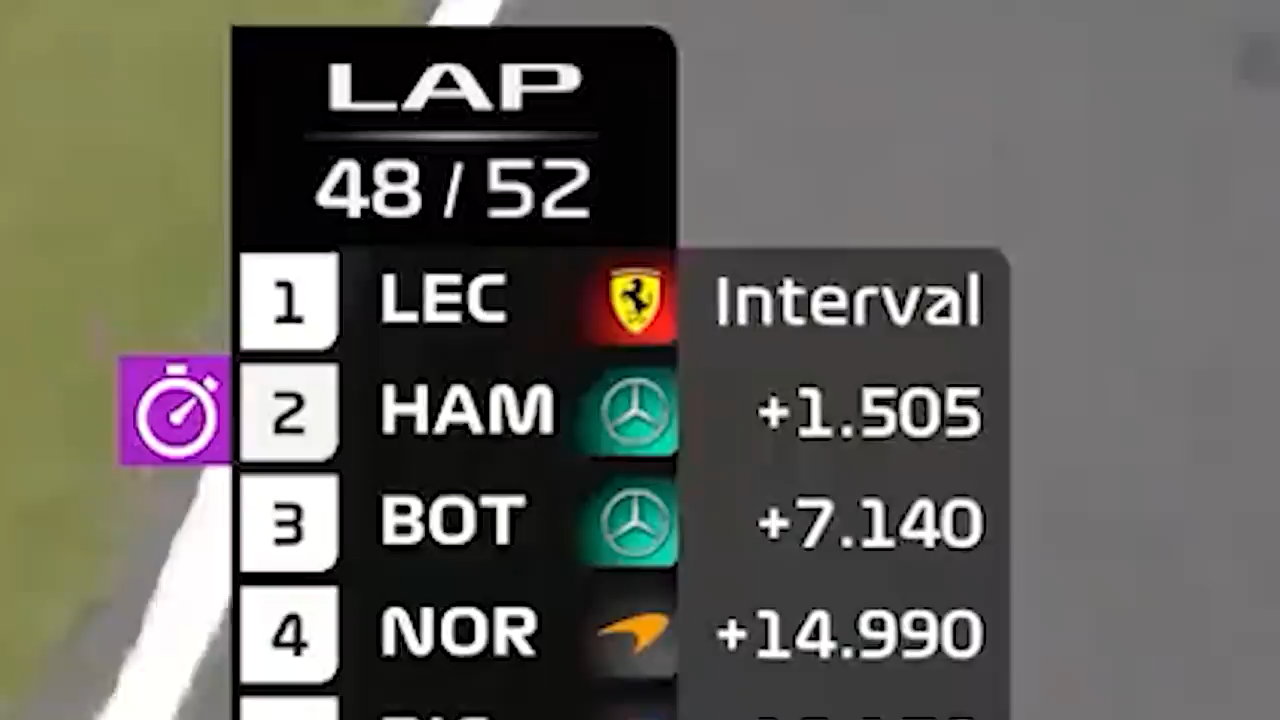 LAP
48 / 52
1 LEC Interval
2 HAM +1.505
3 BOT +7.140
4 NOR +14.990